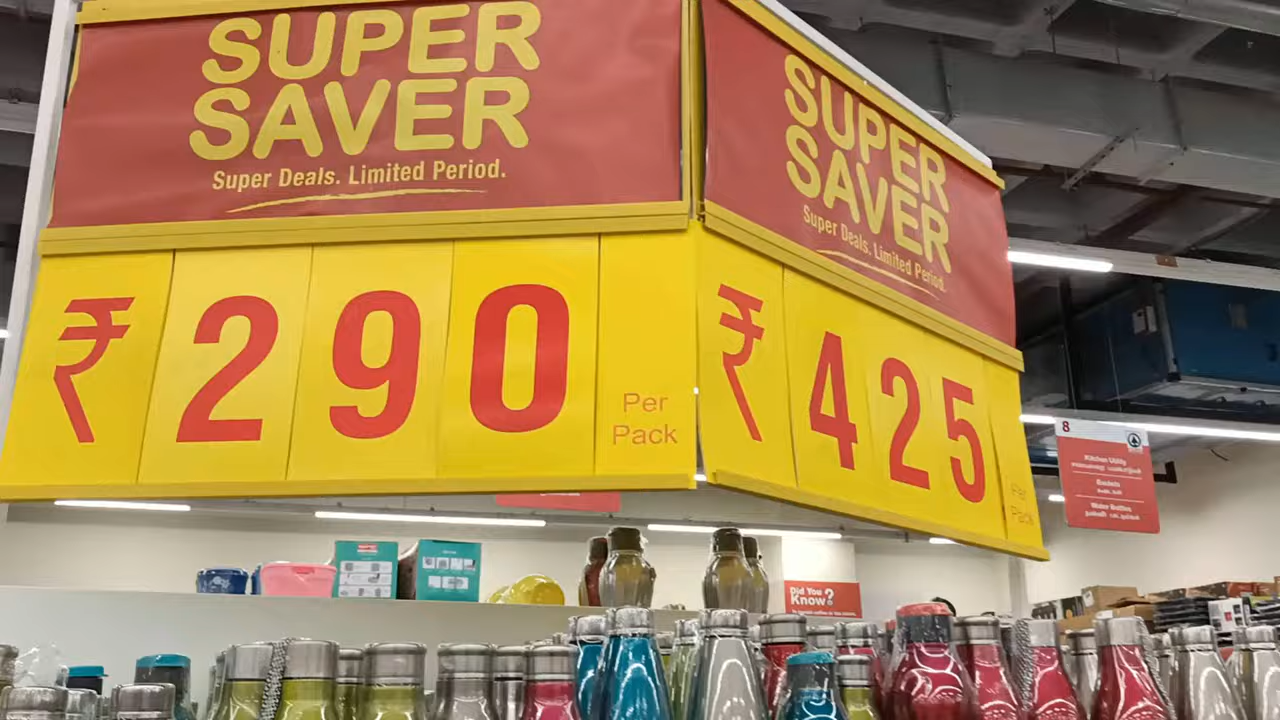 SUPER
SAVER
Super Deals. Limited Period.
₹ 290
Per
Pack
SUPER
SAVER
Super Deals. Limited Period.
₹ 425
Per
Pack
8
Kitchen Utility
Buckets
Water Bottles
Did You
Know?